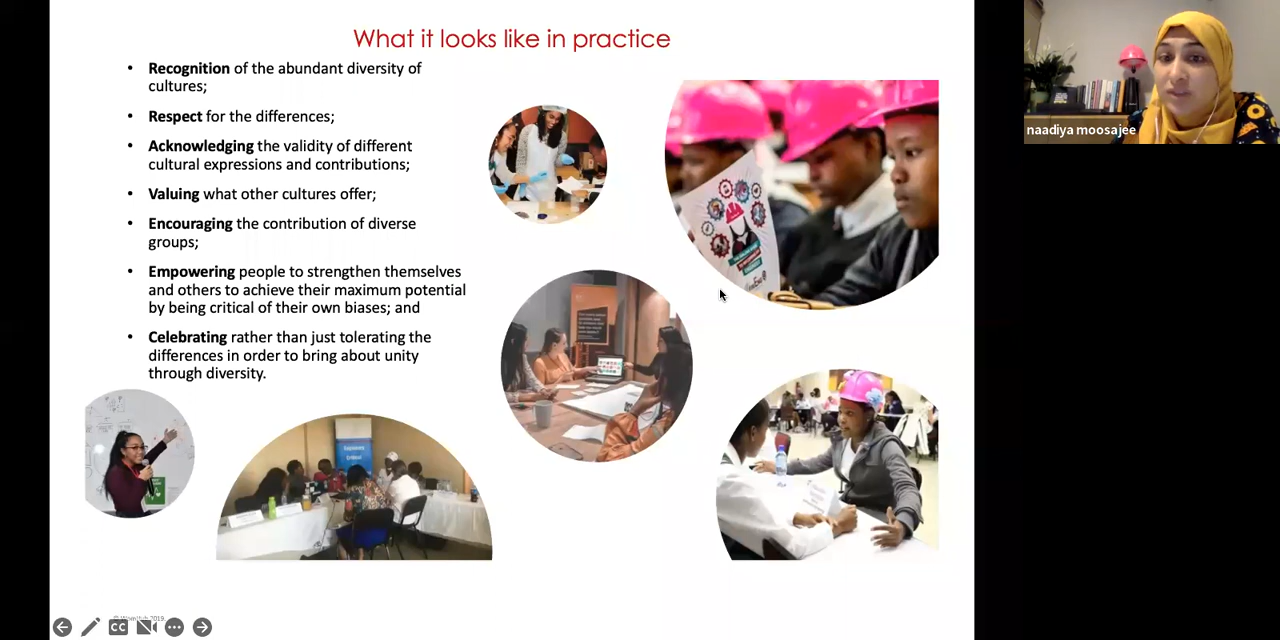 What it looks like in practice
• Recognition of the abundant diversity of
cultures;
• Respect for the differences;
• Acknowledging the validity of different
cultural expressions and contributions;
• Valuing what other cultures offer;
• Encouraging the contribution of diverse
groups;
• Empowering people to strengthen themselves
and others to achieve their maximum potential
by being critical of their own biases; and
• Celebrating rather than just tolerating the
differences in order to bring about unity
through diversity.
naadiya moosajee
CC